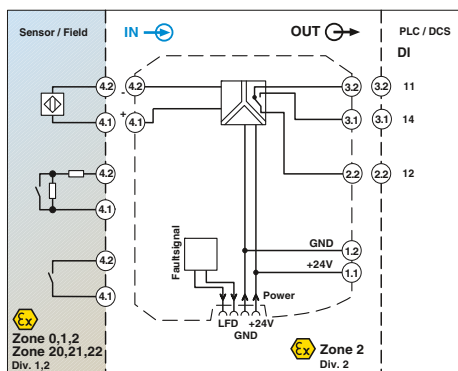 Sensor / Field
IN
OUT
PLC / DCS
DI
4.2
-
4.2
3.2
3.2
11
4.1
+
4.1
3.1
3.1
14
4.2
2.2
2.2
12
4.1
4.2
4.1
Faultsignal
GND
1.2
+24V
1.1
Power
LFD
+24V
GND
Ex
Zone 0,1,2
Zone 20,21,22
Div. 1,2
Ex
Zone 2
Div. 2